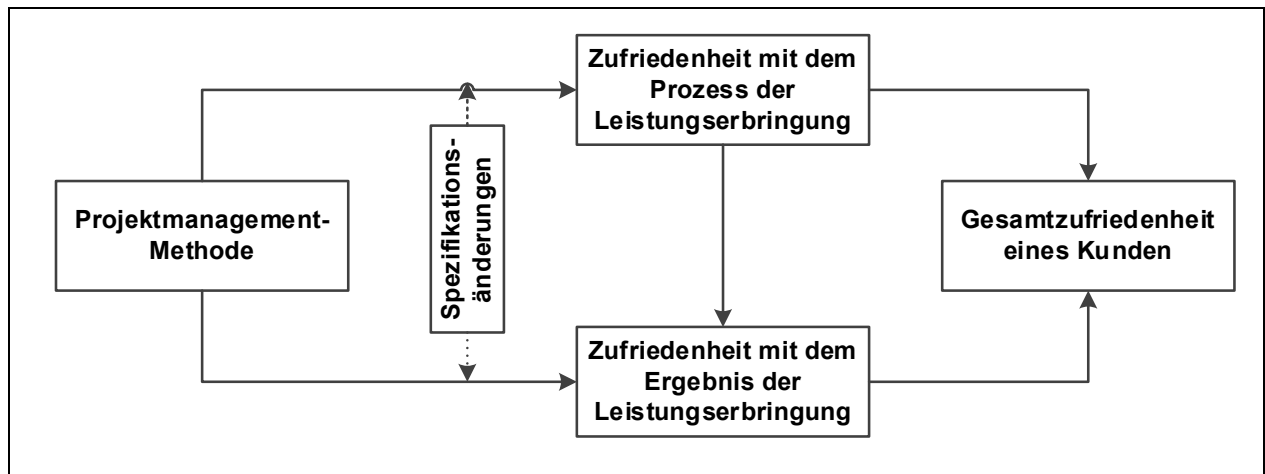 Zufriedenheit mit dem
Prozess der
Leistungserbringung
Projektmanagement-
Methode
Spezifikations-
änderungen
Gesamtzufriedenheit
eines Kunden
Zufriedenheit mit dem
Ergebnis der
Leistungserbringung